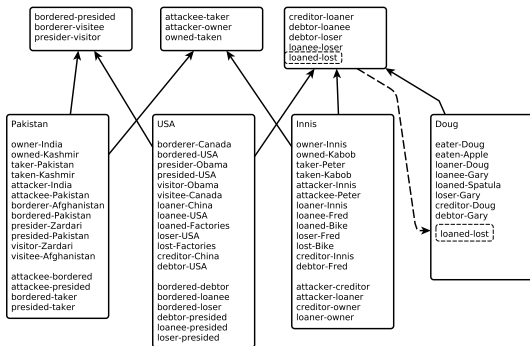 bordered-presided
borderer-visitee
presider-visitor
attackee-taker
attacker-owner
owned-taken
creditor-loaner
debtor-loanee
debtor-loser
loanee-loser
loaned-lost
Pakistan
owner-India
owned-Kashmir
taker-Pakistan
taken-Kashmir
attacker-India
attackee-Pakistan
borderer-Afghanistan
bordered-Pakistan
presider-Zardari
presided-Pakistan
visitor-Zardari
visitee-Afghanistan
attackee-bordered
attackee-presided
bordered-taker
presided-taker
USA
borderer-Canada
bordered-USA
presider-Obama
presided-USA
visitor-Obama
visitee-Canada
loaner-China
loanee-USA
loaned-Factories
loser-USA
lost-Factories
creditor-China
debtor-USA
bordered-debtor
bordered-loanee
bordered-loser
debtor-presided
loanee-presided
loser-presided
Innis
owner-Innis
owned-Kabob
taker-Peter
taken-Kabob
attacker-Innis
attackee-Peter
loaner-Innis
loanee-Fred
loaned-Bike
loser-Fred
lost-Bike
creditor-Innis
debtor-Fred
attacker-creditor
attacker-loaner
creditor-owner
loaner-owner
Doug
eater-Doug
eaten-Apple
loaner-Doug
loanee-Gary
loaned-Spatula
loser-Gary
creditor-Doug
debtor-Gary
loaned-lost